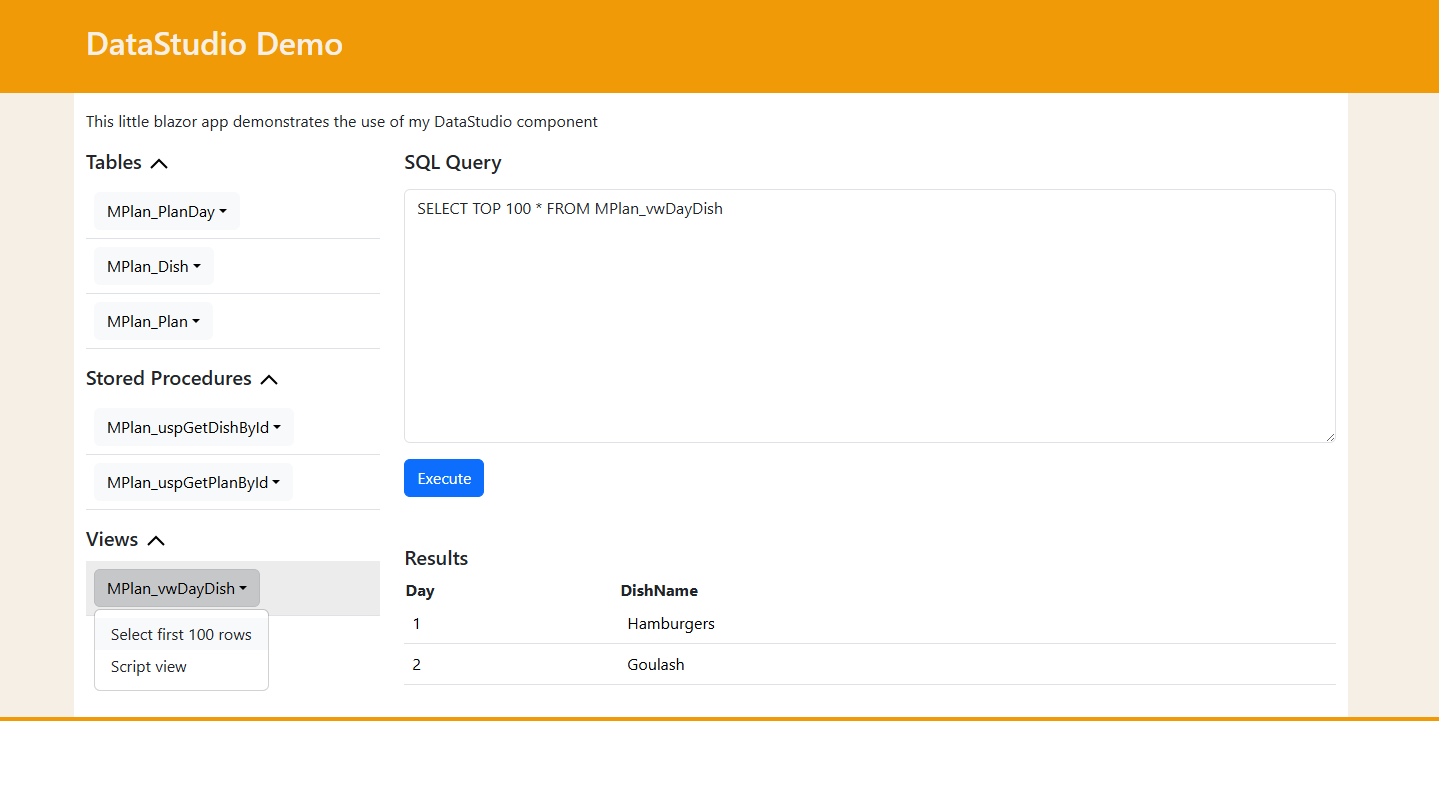 DataStudio Demo
This little blazor app demonstrates the use of my DataStudio component
Tables
MPlan_PlanDay
MPlan_Dish
MPlan_Plan
Stored Procedures
MPlan_uspGetDishById
MPlan_uspGetPlanById
Views
MPlan_vwDayDish
Select first 100 rows
Script view
SQL Query
SELECT TOP 100 * FROM MPlan_vwDayDish
Execute
Results
Day DishName
1 Hamburgers
2 Goulash